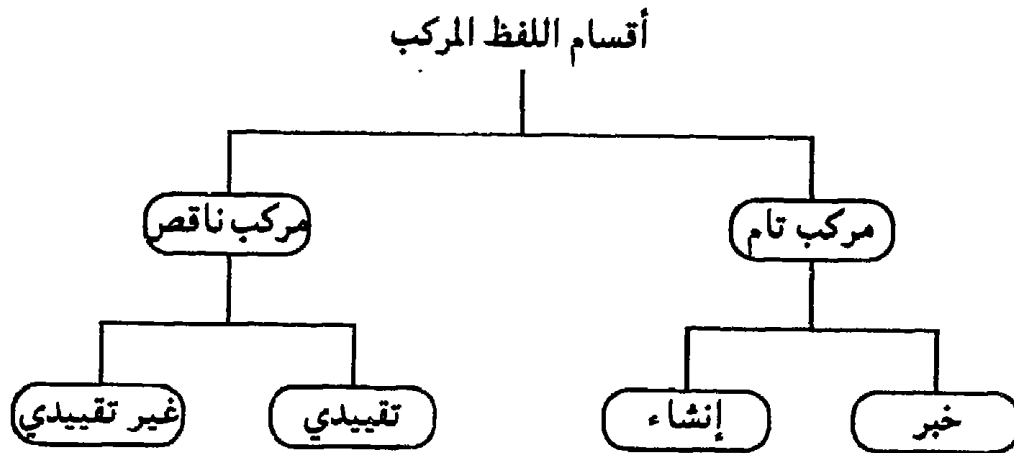 أقسام اللفظ المركب
مركب تام
مركب ناقص
خبر
إنشاء
تقييدي
غير تقييدي